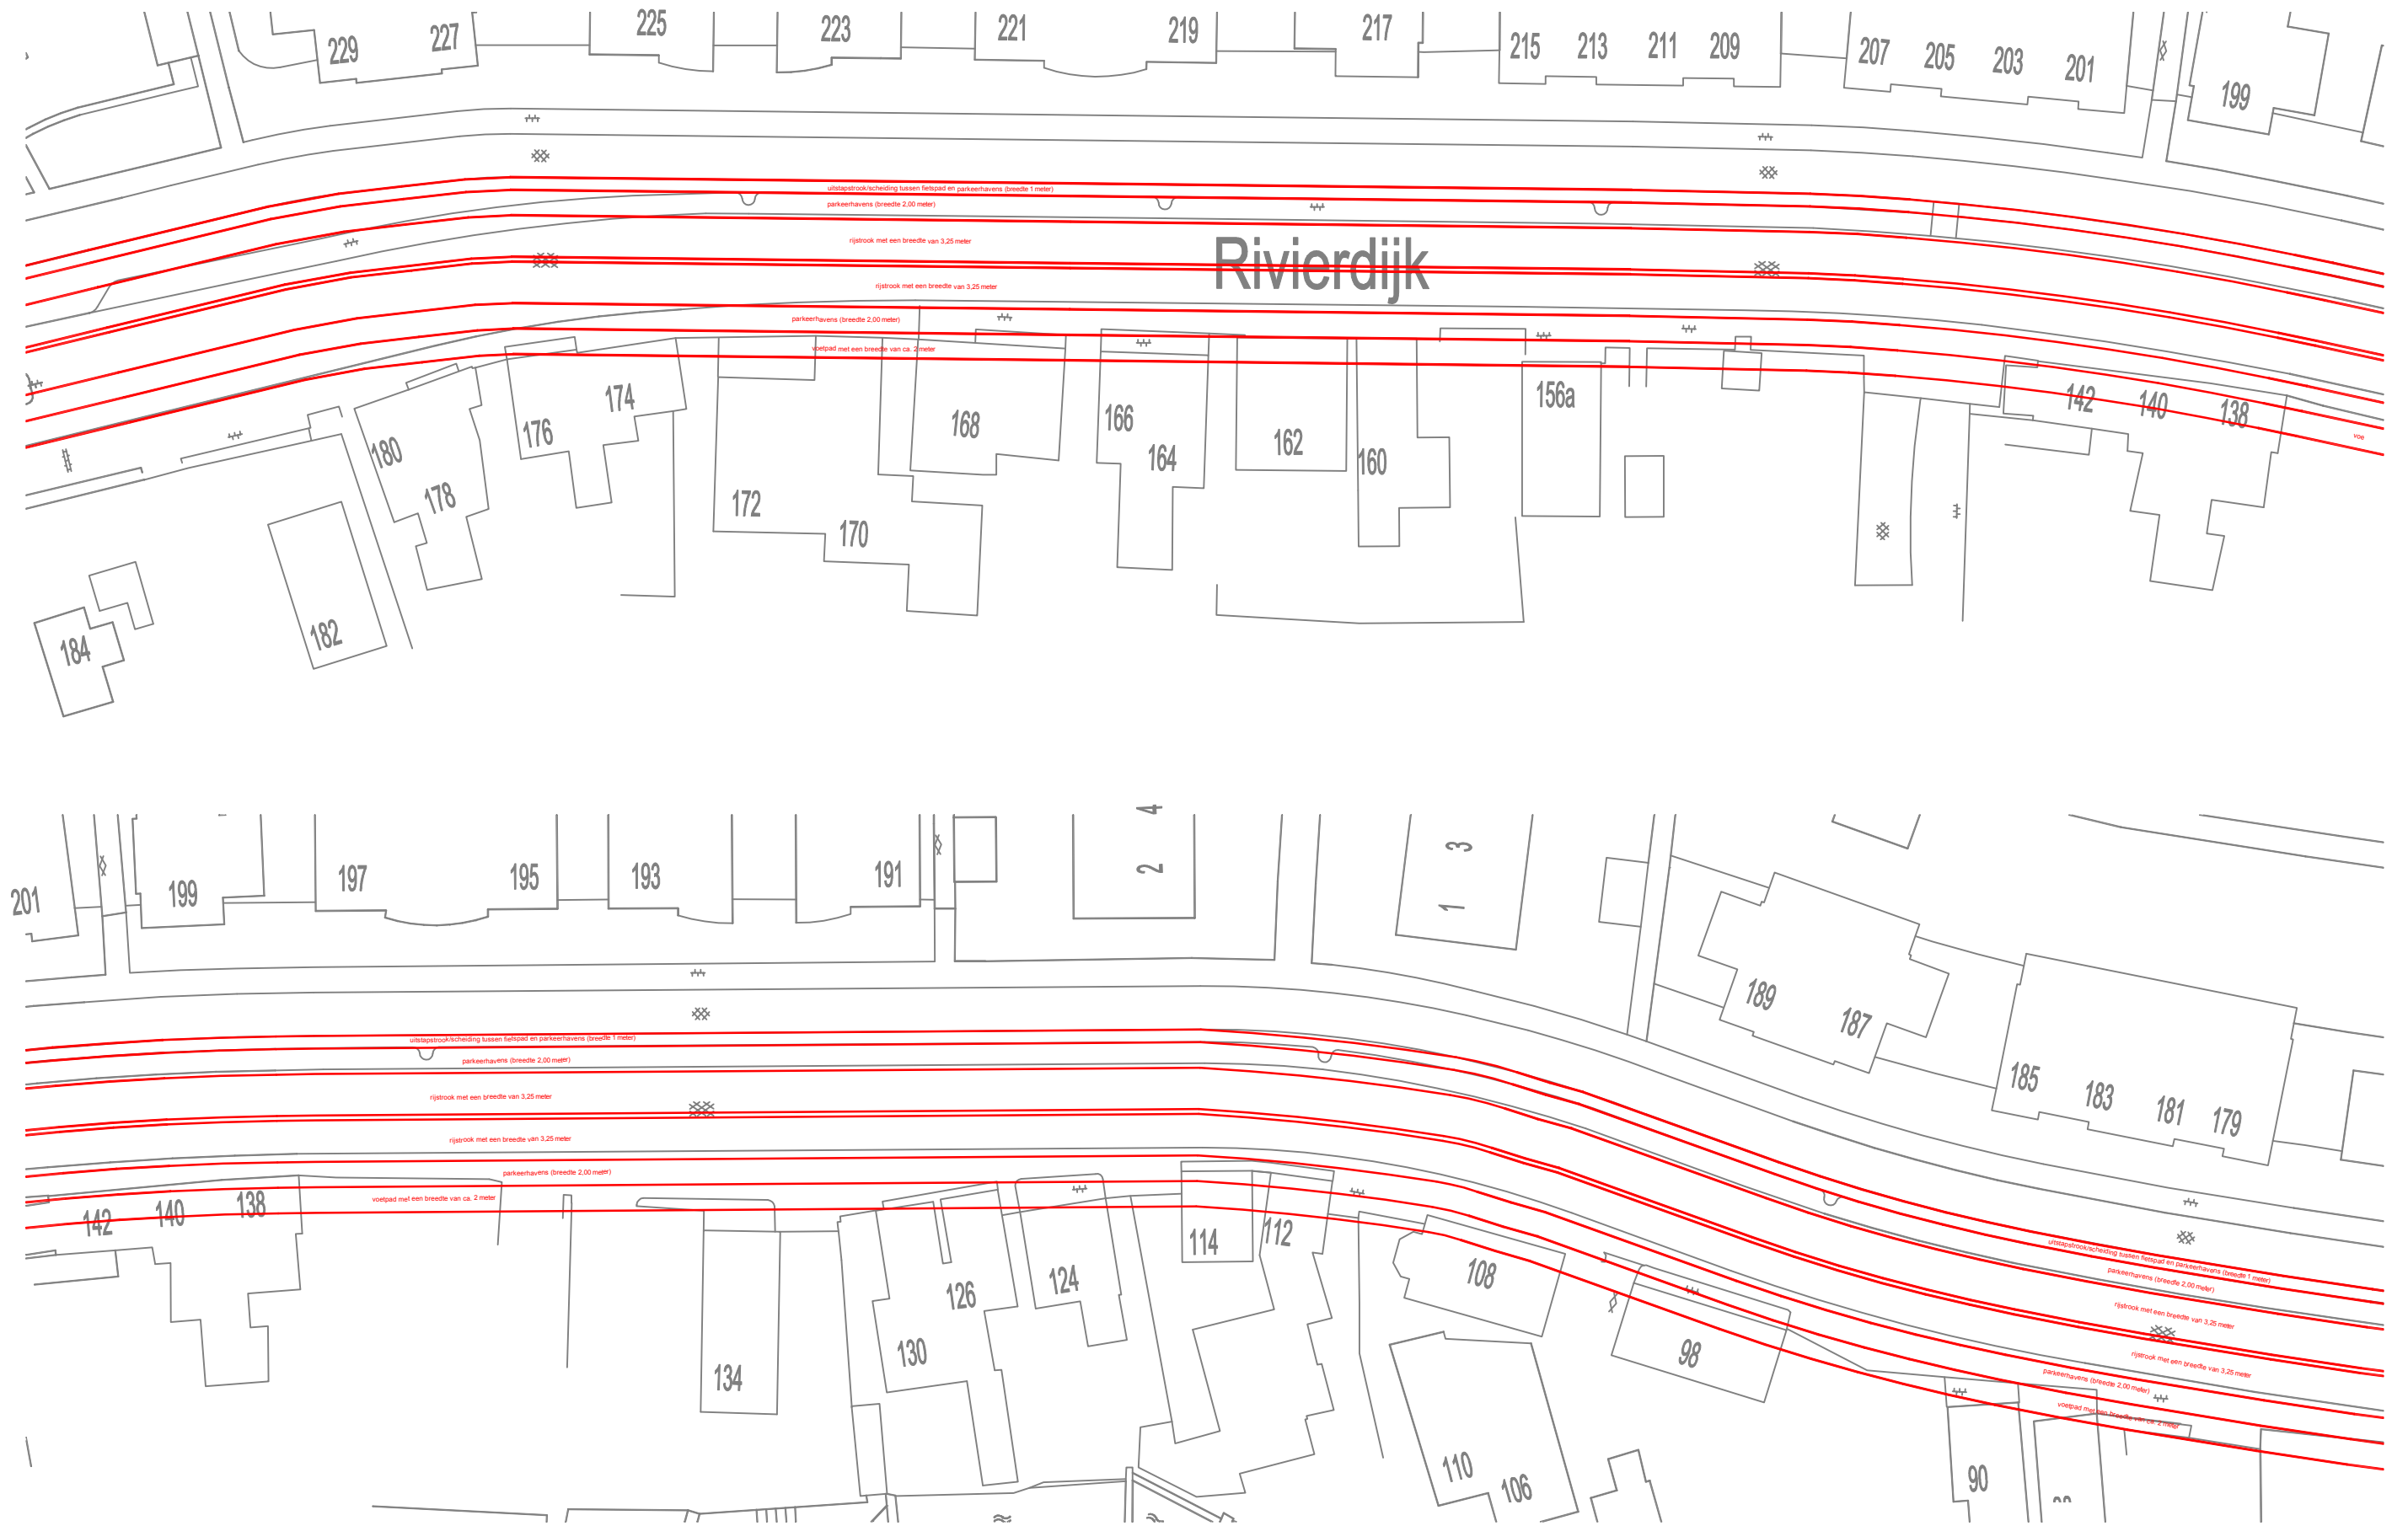 229 227 225 223 221 219 217 215 213 211 209 207 205 203 201 199
uitstapstrook/scheiding tussen fietspad en parkeerhavens (breedte 1 meter)
parkeerhavens (breedte 2,00 meter)
rijstrook met een breedte van 3,25 meter
Rivierdijk
rijstrook met een breedte van 3,25 meter
parkeerhavens (breedte 2,00 meter)
voetpad met een breedte van ca. 2 meter
voe
184 182 180 178 176 174 172 170 168 166 164 162 160 156a 142 140 138
201 199 197 195 193 191 2 4 1 3 189 187 185 183 181 179
uitstapstrook/scheiding tussen fietspad en parkeerhavens (breedte 1 meter)
parkeerhavens (breedte 2,00 meter)
rijstrook met een breedte van 3,25 meter
rijstrook met een breedte van 3,25 meter
parkeerhavens (breedte 2,00 meter)
voetpad met een breedte van ca. 2 meter
uitstapstrook/scheiding tussen fietspad en parkeerhavens (breedte 1 meter)
parkeerhavens (breedte 2,00 meter)
rijstrook met een breedte van 3,25 meter
rijstrook met een breedte van 3,25 meter
parkeerhavens (breedte 2,00 meter)
voetpad met een breedte van ca. 2 meter
142 140 138 134 130 126 124 114 112 108 110 106 98 90